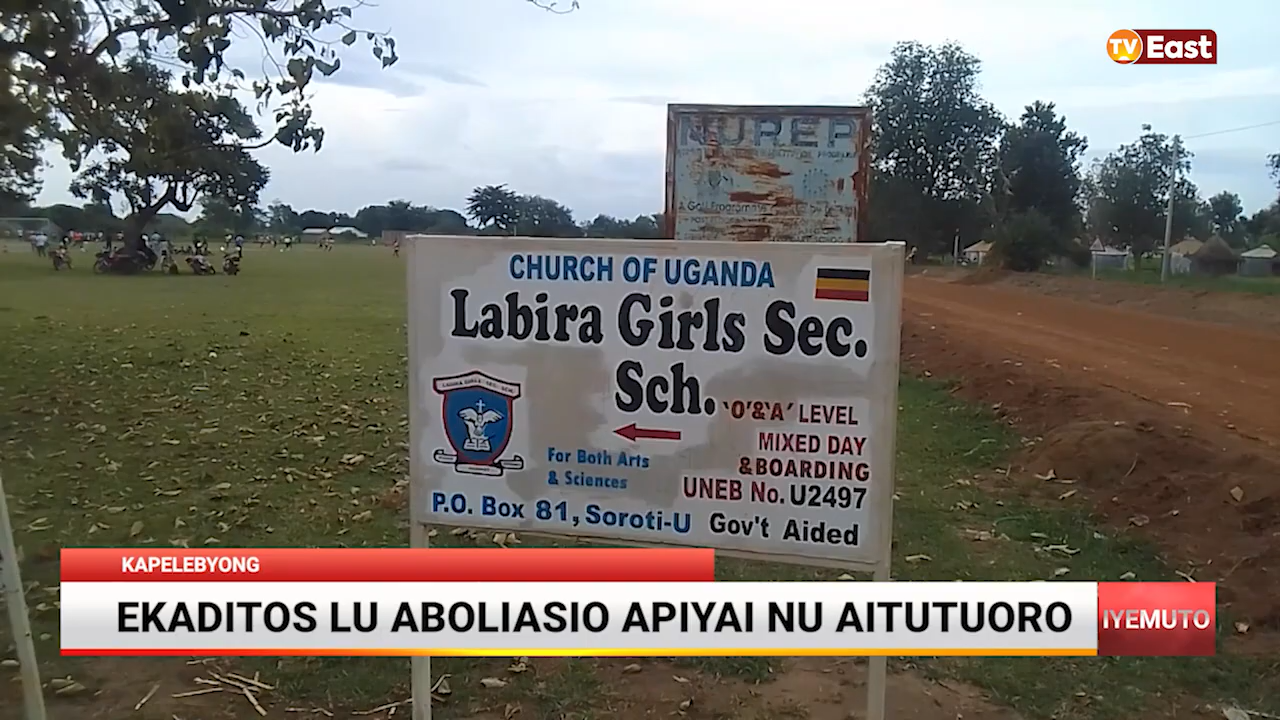 TV East
NUREP
CHURCH OF UGANDA
Labira Girls Sec.
Sch.
'O'&'A' LEVEL
MIXED DAY
&BOARDING
For Both Arts
& Sciences
UNEB No. U2497
P.O. Box 81, Soroti-U Gov't Aided
KAPELEBYONG
EKADITOS LU ABOLIASIO APIYAI NU AITUTUORO
IYEMUTO